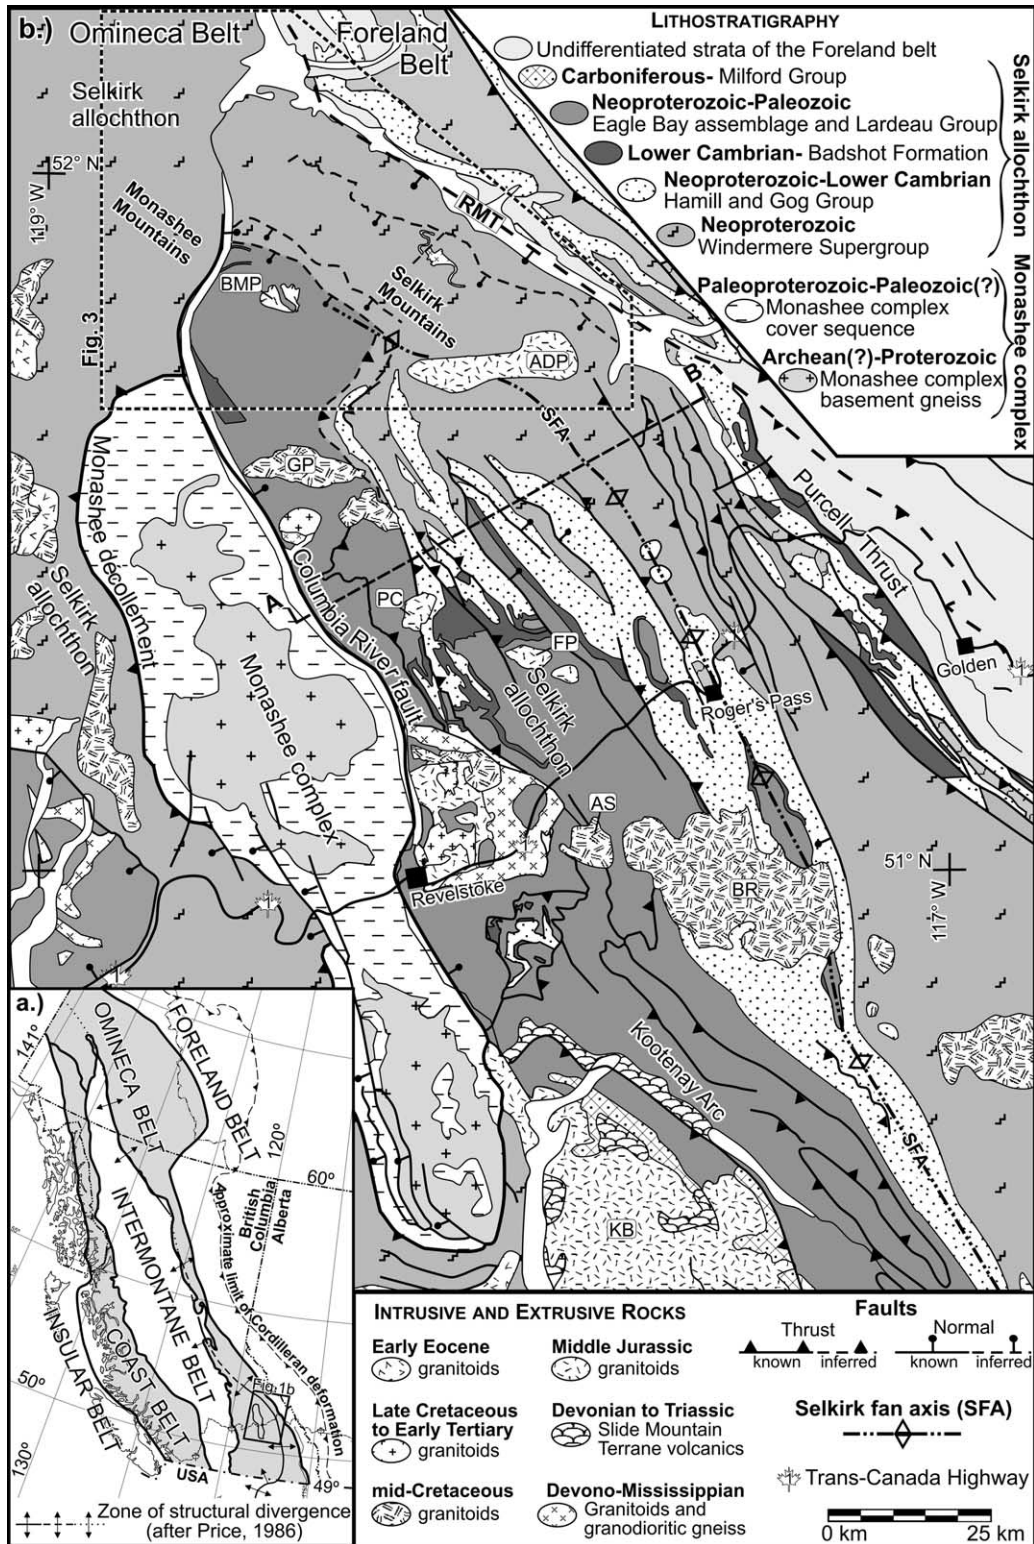 b.)
Omineca Belt
Foreland
Belt
Selkirk
allochthon
52° N
119° W
Monashee
Mountains
RMT
BMP
Selkirk
Mountains
Fig. 3
ADP
SFA
B
LITHOSTRATIGRAPHY
Undifferentiated strata of the Foreland belt
Carboniferous- Milford Group
Neoproterozoic-Paleozoic
Eagle Bay assemblage and Lardeau Group
Lower Cambrian- Badshot Formation
Neoproterozoic-Lower Cambrian
Hamill and Gog Group
Neoproterozoic
Windermere Supergroup
Selkirk allochthon
Paleoproterozoic-Paleozoic(?)
Monashee complex
cover sequence
Archean(?)-Proterozoic
Monashee complex
basement gneiss
Monashee complex
GP
Monashee décollement
Selkirk
allochthon
A
Columbia River fault
PC
FP
Purcell
Thrust
Golden
Roger's Pass
Selkirk
allochthon
Monashee complex
AS
BR
Revelstoke
51° N
117° W
Kootenay Arc
SFA
KB
a.)
141°
OMINECA BELT
FORELAND BELT
120°
60°
British
Columbia
Alberta
Approximate limit of Cordilleran deformation
INTERMONTANE BELT
COAST BELT
INSULAR BELT
Fig.1b
50°
130°
USA
49°
Zone of structural divergence
(after Price, 1986)
INTRUSIVE AND EXTRUSIVE ROCKS
Early Eocene
granitoids
Late Cretaceous
to Early Tertiary
granitoids
mid-Cretaceous
granitoids
Middle Jurassic
granitoids
Devonian to Triassic
Slide Mountain
Terrane volcanics
Devono-Mississippian
Granitoids and
granodioritic gneiss
Faults
Thrust
known inferred
Normal
known inferred
Selkirk fan axis (SFA)
Trans-Canada Highway
0 km 25 km